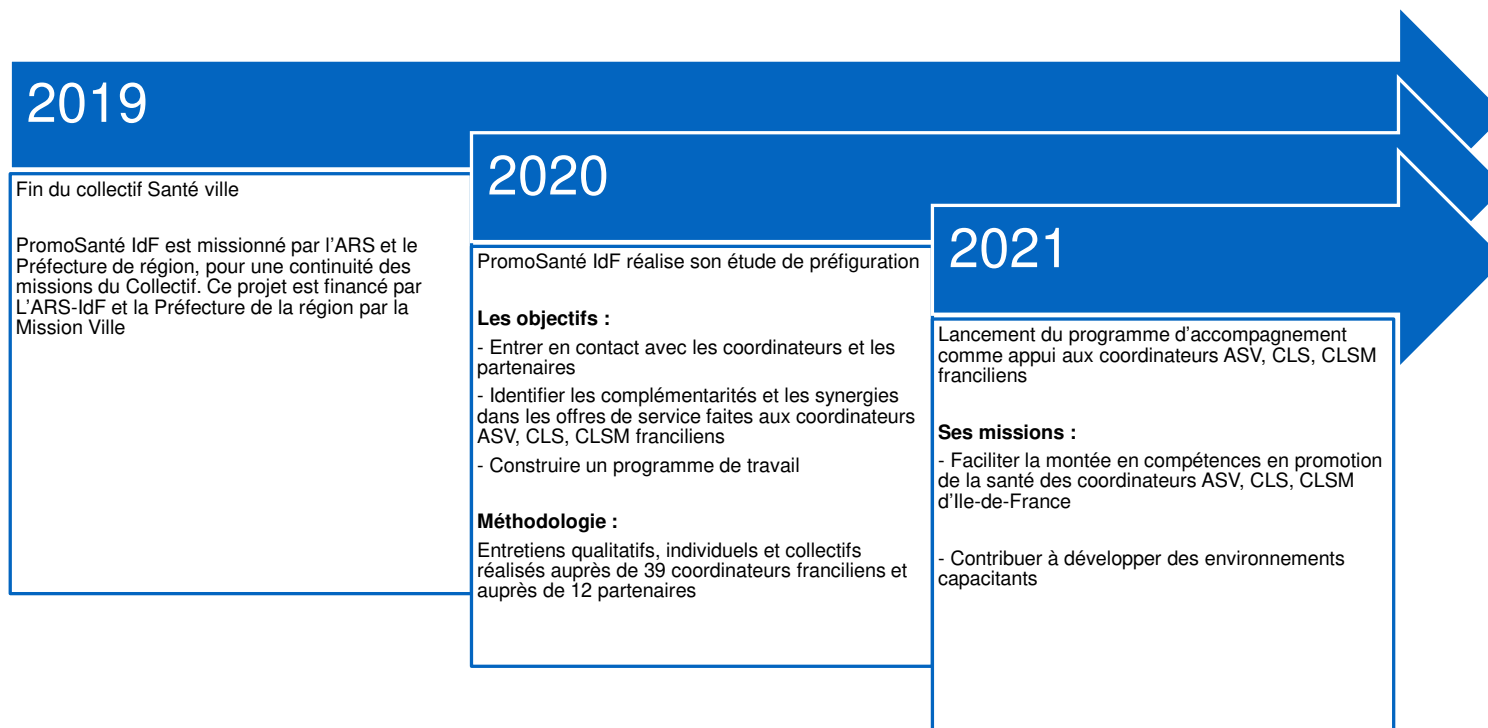 2019
Fin du collectif Santé ville
PromoSanté IdF est missionné par l’ARS et le
Préfecture de région, pour une continuité des
missions du Collectif. Ce projet est financé par
L’ARS-IdF et la Préfecture de la région par la
Mission Ville
2020
PromoSanté IdF réalise son étude de préfiguration
Les objectifs :
- Entrer en contact avec les coordinateurs et les
partenaires
- Identifier les complémentarités et les synergies
dans les offres de service faites aux coordinateurs
ASV, CLS, CLSM franciliens
- Construire un programme de travail
Méthodologie :
Entretiens qualitatifs, individuels et collectifs
réalisés auprès de 39 coordinateurs franciliens et
auprès de 12 partenaires
2021
Lancement du programme d’accompagnement
comme appui aux coordinateurs ASV, CLS, CLSM
franciliens
Ses missions :
- Faciliter la montée en compétences en promotion
de la santé des coordinateurs ASV, CLS, CLSM
d’Ile-de-France
- Contribuer à développer des environnements
capacitants